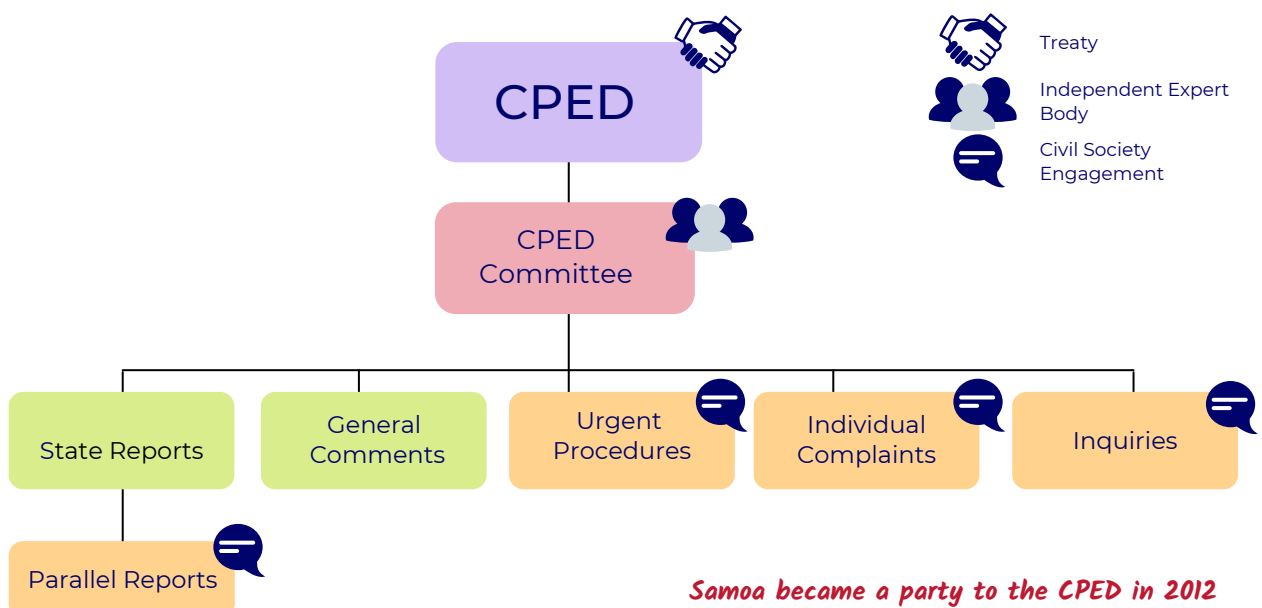 CPED
Treaty
Independent Expert
Body
Civil Society
Engagement
CPED
Committee
State Reports
General
Comments
Urgent
Procedures
Individual
Complaints
Inquiries
Parallel Reports
Samoa became a party to the CPED in 2012